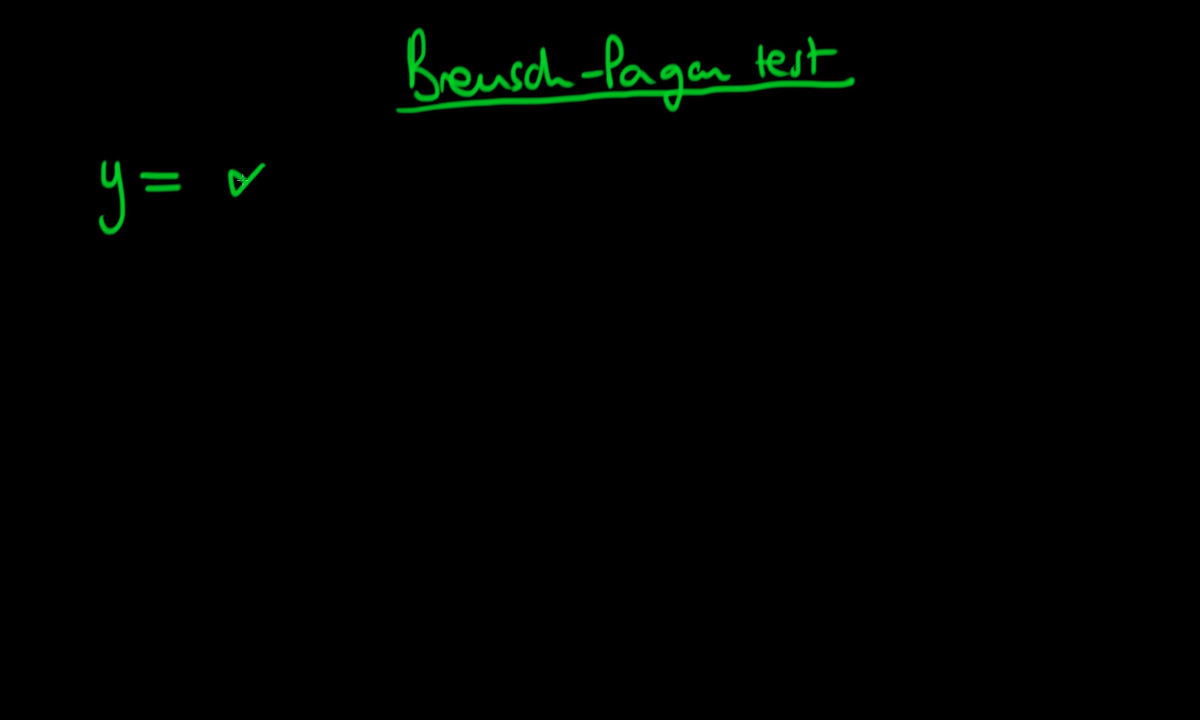 Breusch-Pagan test
y =